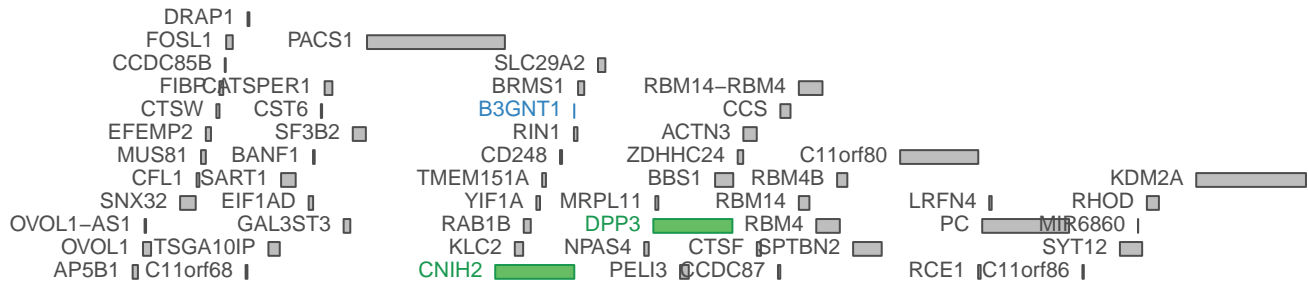 DRAP1
FOSL1 PACS1
CCDC85B SLC29A2
FIBP CATSPER1 BRMS1 RBM14−RBM4
CTSW CST6 B3GNT1 CCS
EFEMP2 SF3B2 RIN1 ACTN3
MUS81 BANF1 CD248 ZDHHC24 C11orf80
CFL1 SART1 TMEM151A BBS1 RBM4B KDM2A
SNX32 EIF1AD YIF1A MRPL11 RBM14 LRFN4 RHOD
OVOL1−AS1 GAL3ST3 RAB1B DPP3 RBM4 PC MIR6860
OVOL1 TSGA10IP KLC2 NPAS4 CTSF SPTBN2 SYT12
AP5B1 C11orf68 CNIH2 PELI3 CCDC87 RCE1 C11orf86